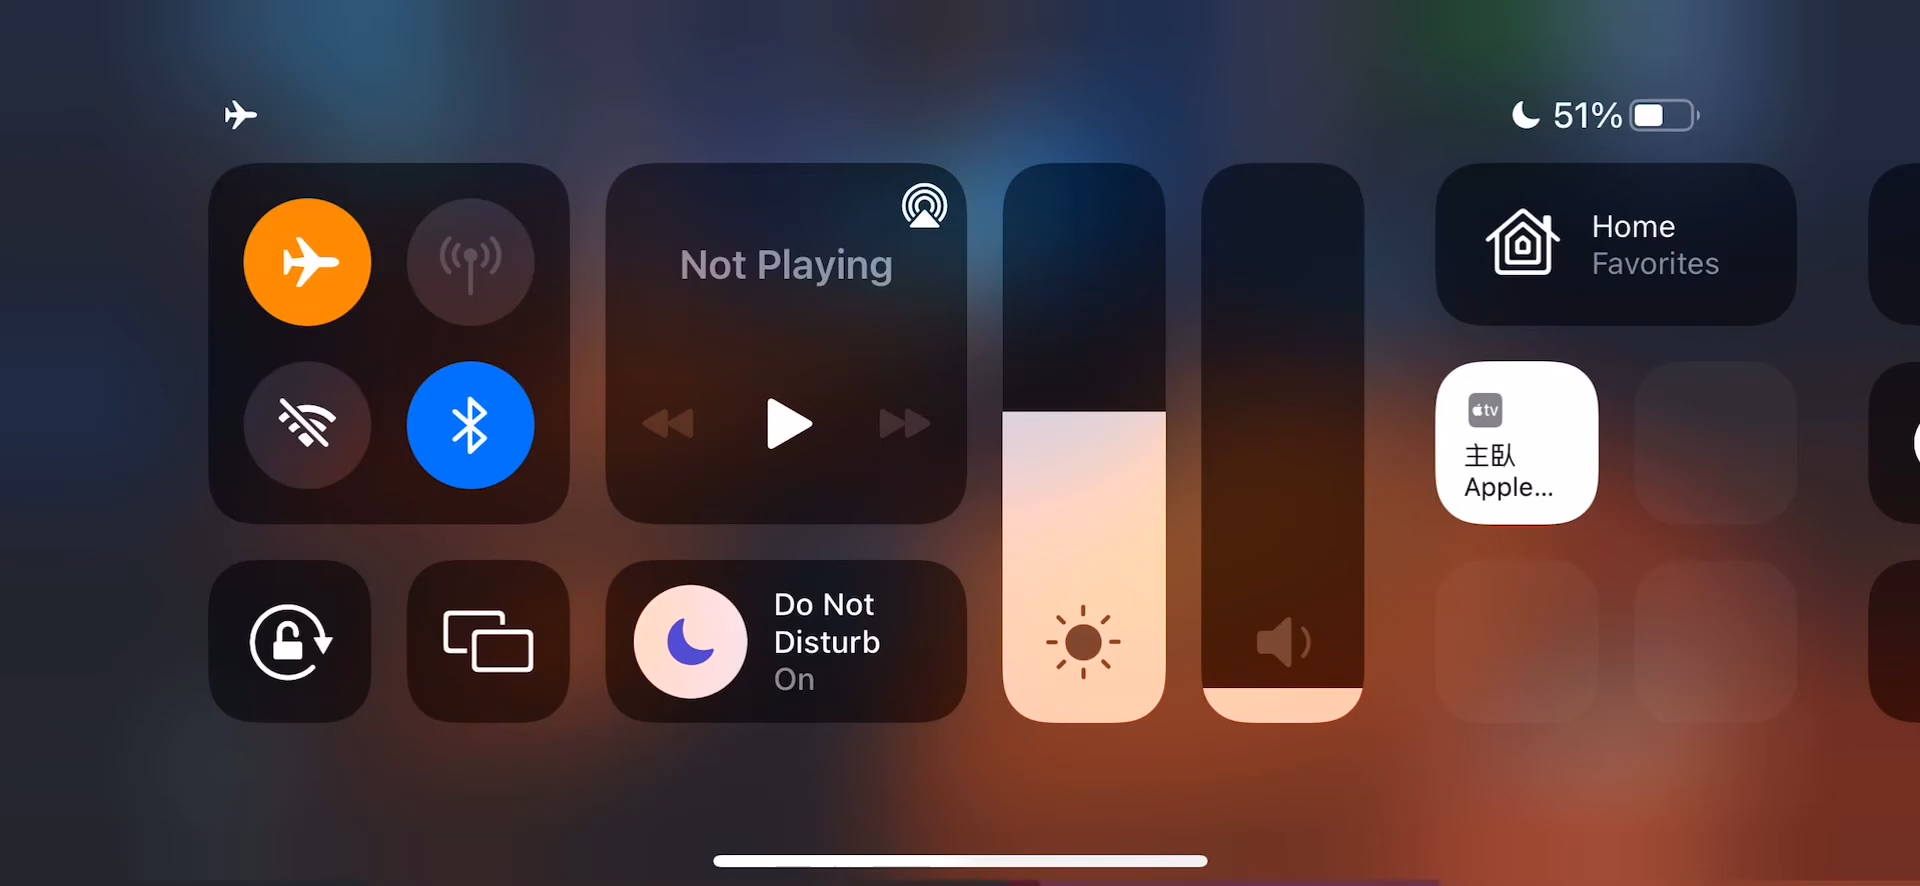 51%
Not Playing
Home
Favorites
tv
主臥
Apple...
Do Not
Disturb
On